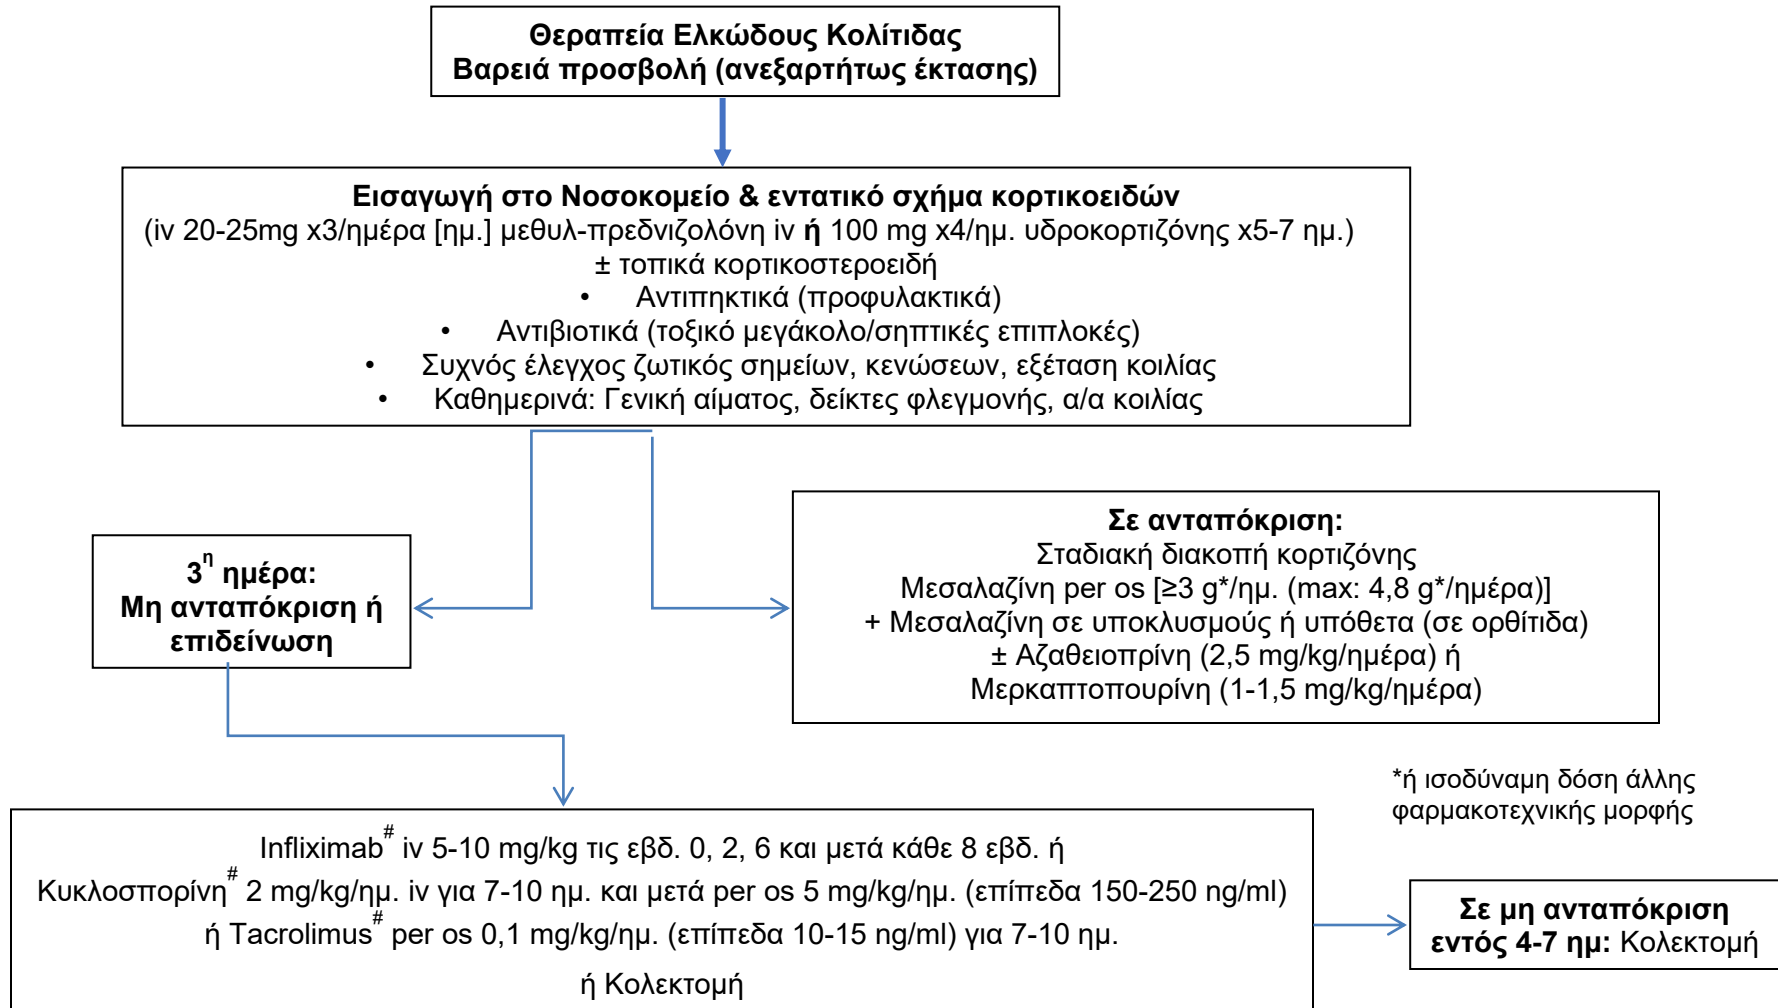 Θεραπεία Ελκώδους Κολίτιδας
Βαρειά προσβολή (ανεξαρτήτως έκτασης)
Εισαγωγή στο Νοσοκομείο & εντατικό σχήμα κορτικοειδών
(iv 20-25mg x3/ημέρα [ημ.] μεθυλ-πρεδνιζολόνη iv ή 100 mg x4/ημ. υδροκορτιζόνης x5-7 ημ.)
± τοπικά κορτικοστεροειδή
• Αντιπηκτικά (προφυλακτικά)
• Αντιβιοτικά (τοξικό μεγάκολο/σηπτικές επιπλοκές)
• Συχνός έλεγχος ζωτικός σημείων, κενώσεων, εξέταση κοιλίας
• Καθημερινά: Γενική αίματος, δείκτες φλεγμονής, α/α κοιλίας
3η ημέρα:
Μη ανταπόκριση ή
επιδείνωση
Σε ανταπόκριση:
Σταδιακή διακοπή κορτιζόνης
Μεσαλαζίνη per os [≥3 g*/ημ. (max: 4,8 g*/ημέρα)]
+ Μεσαλαζίνη σε υποκλυσμούς ή υπόθετα (σε ορθίτιδα)
± Αζαθειοπρίνη (2,5 mg/kg/ημέρα) ή
Μερκαπτοπουρίνη (1-1,5 mg/kg/ημέρα)
*ή ισοδύναμη δόση άλλης
φαρμακοτεχνικής μορφής
Infliximab# iv 5-10 mg/kg τις εβδ. 0, 2, 6 και μετά κάθε 8 εβδ. ή
Κυκλοσπορίνη# 2 mg/kg/ημ. iv για 7-10 ημ. και μετά per os 5 mg/kg/ημ. (επίπεδα 150-250 ng/ml)
ή Tacrolimus# per os 0,1 mg/kg/ημ. (επίπεδα 10-15 ng/ml) για 7-10 ημ.
ή Κολεκτομή
Σε μη ανταπόκριση
εντός 4-7 ημ: Κολεκτομή